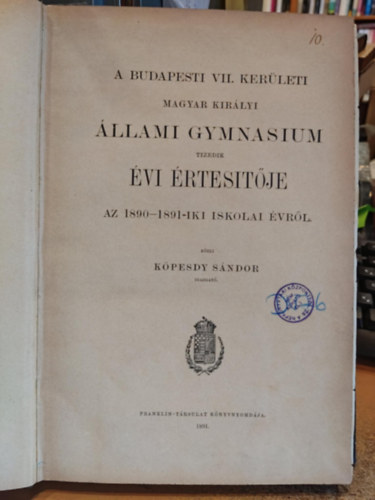 10.
A BUDAPESTI VII. KERÜLETI
MAGYAR KIRÁLYI
ÁLLAMI GYMNASIUM
TIZEDIK
ÉVI ÉRTESITŐJE
AZ 1890–1891-IKI ISKOLAI ÉVRŐL.
KÖZLI
KÖPESDY SÁNDOR
IGAZGATÓ.
FRANKLIN-TÁRSULAT KÖNYVNYOMDÁJA.
1891.